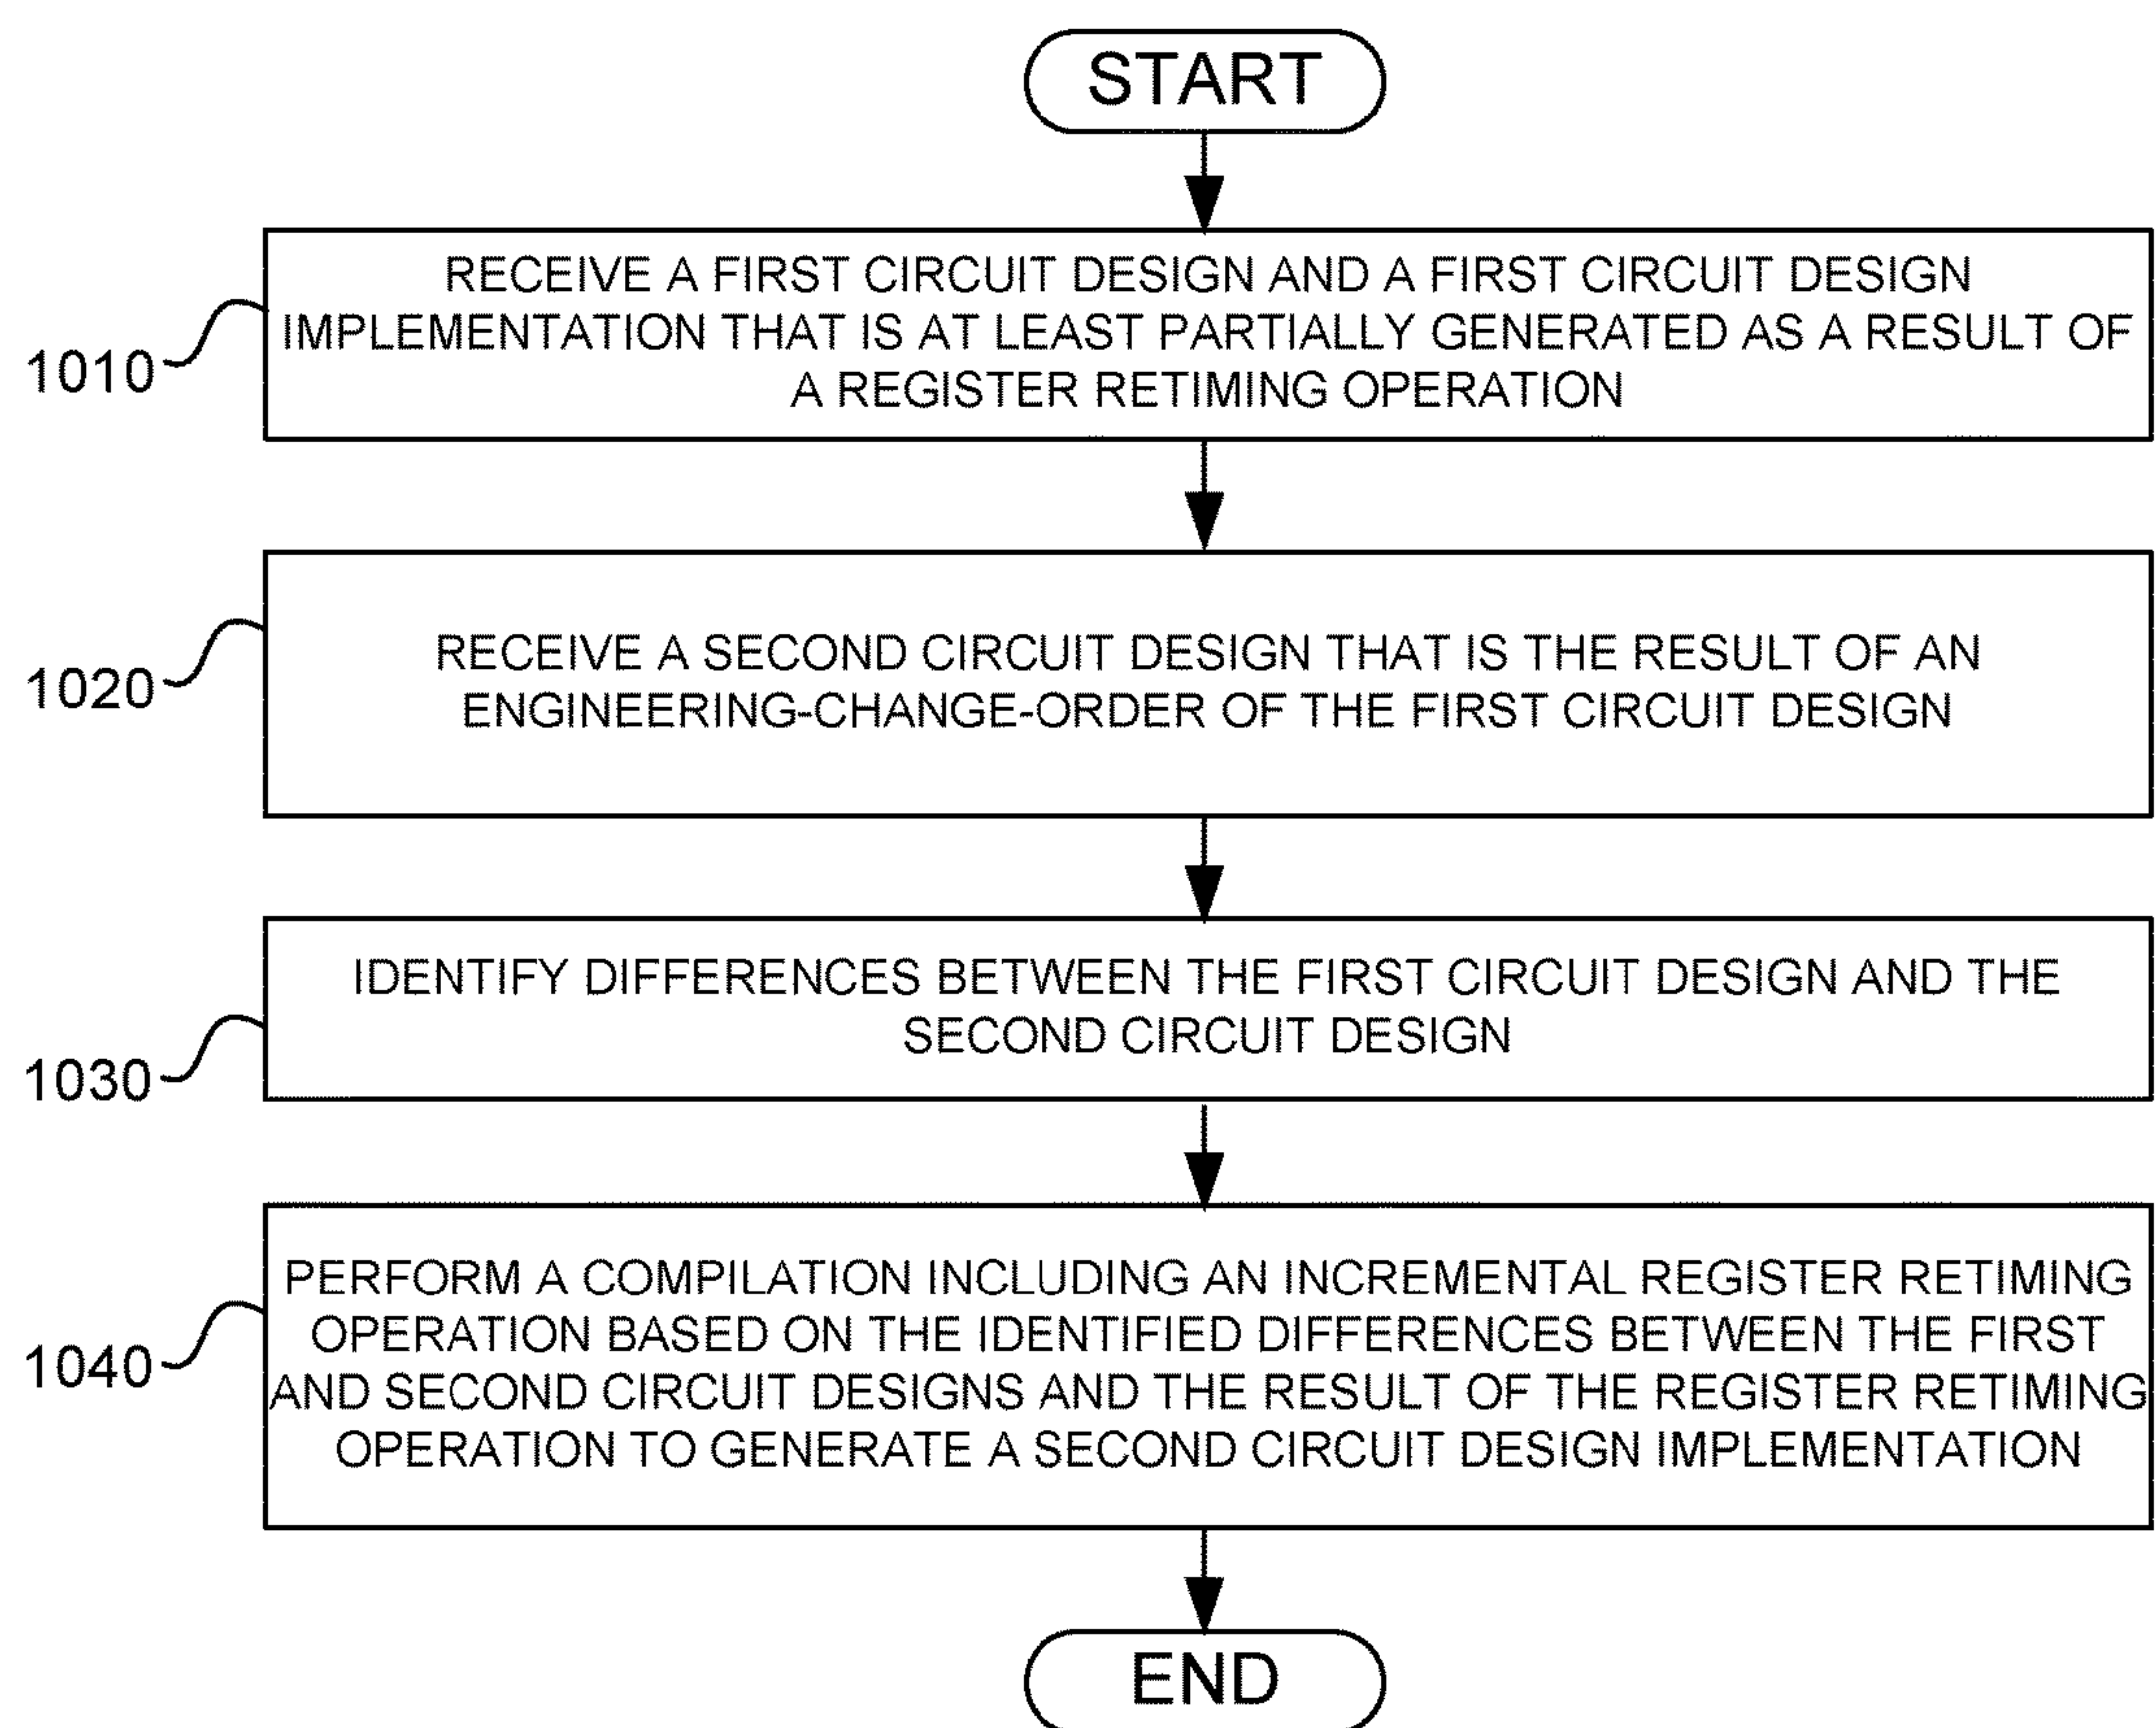 START
RECEIVE A FIRST CIRCUIT DESIGN AND A FIRST CIRCUIT DESIGN
IMPLEMENTATION THAT IS AT LEAST PARTIALLY GENERATED AS A RESULT OF
A REGISTER RETIMING OPERATION
1010
RECEIVE A SECOND CIRCUIT DESIGN THAT IS THE RESULT OF AN
ENGINEERING-CHANGE-ORDER OF THE FIRST CIRCUIT DESIGN
1020
IDENTIFY DIFFERENCES BETWEEN THE FIRST CIRCUIT DESIGN AND THE
SECOND CIRCUIT DESIGN
1030
PERFORM A COMPILATION INCLUDING AN INCREMENTAL REGISTER RETIMING
OPERATION BASED ON THE IDENTIFIED DIFFERENCES BETWEEN THE FIRST
AND SECOND CIRCUIT DESIGNS AND THE RESULT OF THE REGISTER RETIMING
OPERATION TO GENERATE A SECOND CIRCUIT DESIGN IMPLEMENTATION
1040
END